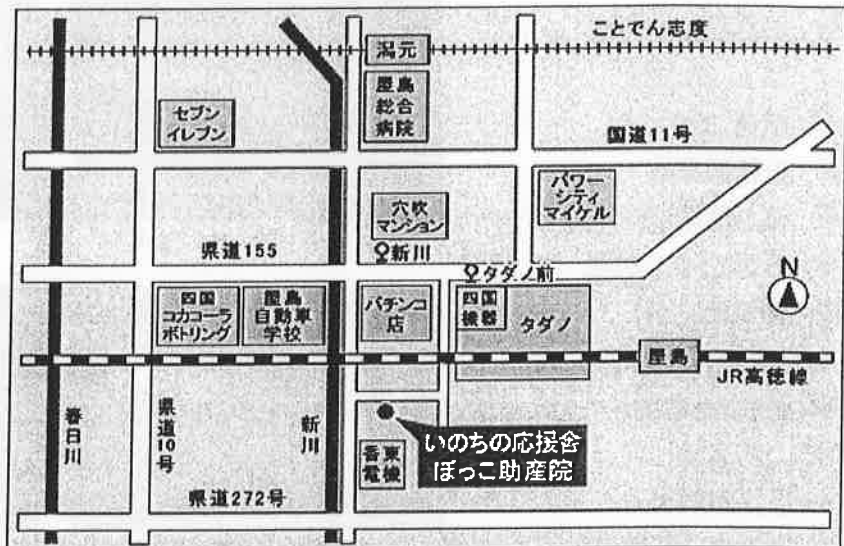 ことでん志度
潟元
屋島
総合
病院
セブン
イレブン
国道11号
パワー
シティ
マイケル
穴吹
マンション
県道155
新川
タダノ前
N
四国
コカコーラ
ボトリング
屋島
自動車
学校
パチンコ
店
四国
機器
タダノ
屋島
JR高徳線
春日川
県道10号
新川
いのちの応援舎
ぼっこ助産院
香東
電機
県道272号